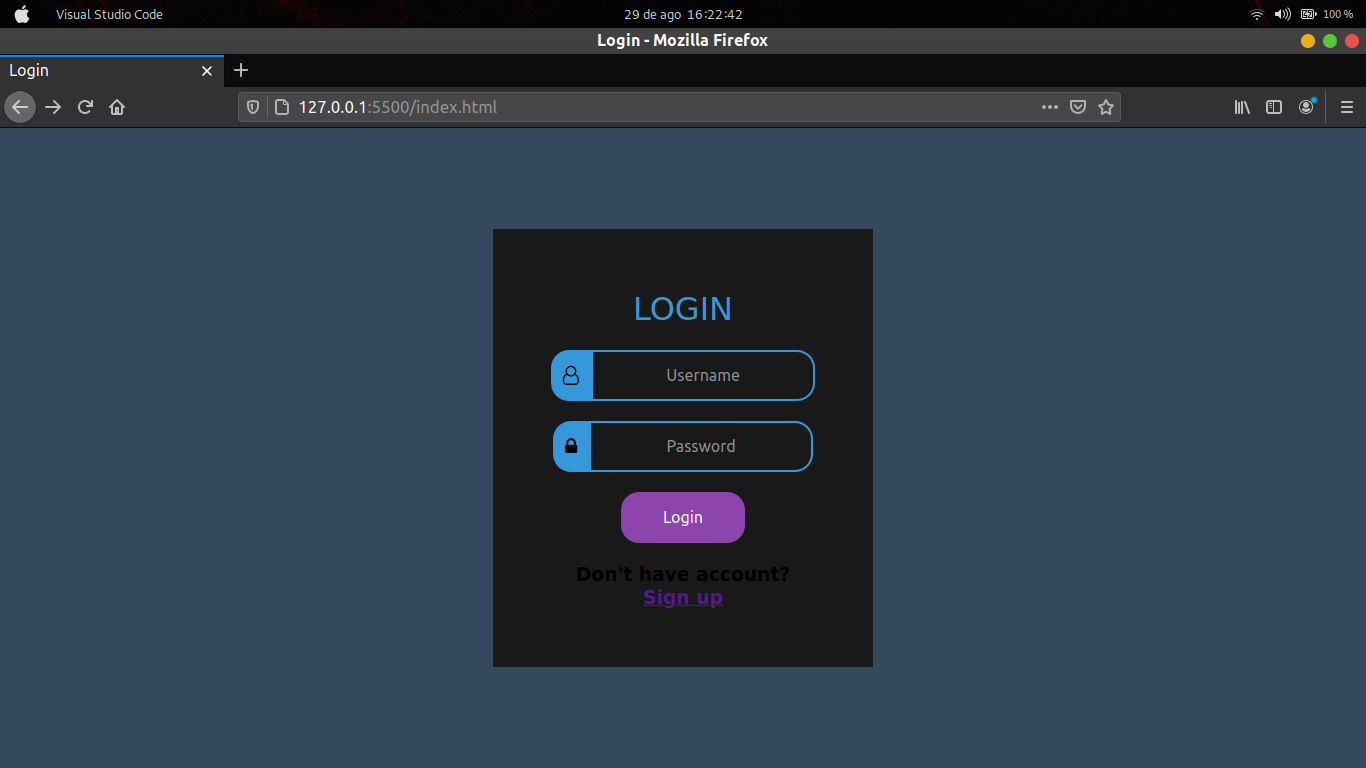 Visual Studio Code 29 de ago 16:22:42 100 %
Login - Mozilla Firefox
Login
127.0.0.1:5500/index.html
LOGIN
Username
Password
Login
Don't have account?
Sign up